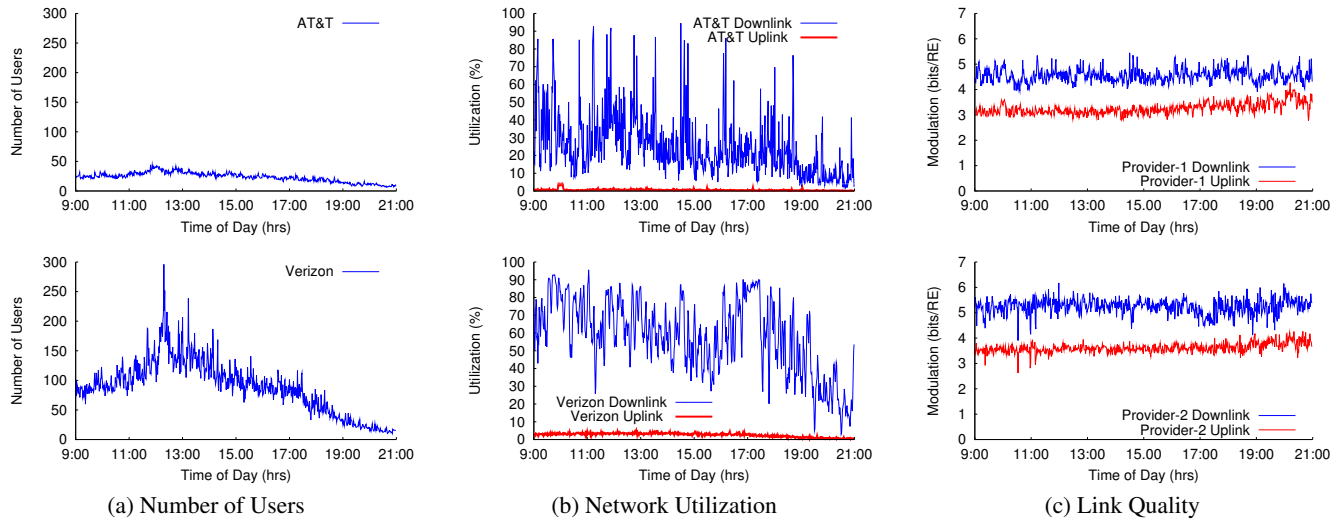 300
250
200
150
100
50
0
9:00 11:00 13:00 15:00 17:00 19:00 21:00
Number of Users
Time of Day (hrs)
AT&T
100
90
80
70
60
50
40
30
20
10
0
9:00 11:00 13:00 15:00 17:00 19:00 21:00
Utilization (%)
Time of Day (hrs)
AT&T Downlink
AT&T Uplink
7
6
5
4
3
2
1
0
9:00 11:00 13:00 15:00 17:00 19:00 21:00
Modulation (bits/RE)
Time of Day (hrs)
Provider-1 Downlink
Provider-1 Uplink
300
250
200
150
100
50
0
9:00 11:00 13:00 15:00 17:00 19:00 21:00
Number of Users
Time of Day (hrs)
Verizon
100
90
80
70
60
50
40
30
20
10
0
9:00 11:00 13:00 15:00 17:00 19:00 21:00
Utilization (%)
Time of Day (hrs)
Verizon Downlink
Verizon Uplink
7
6
5
4
3
2
1
0
9:00 11:00 13:00 15:00 17:00 19:00 21:00
Modulation (bits/RE)
Time of Day (hrs)
Provider-2 Downlink
Provider-2 Uplink
(a) Number of Users
(b) Network Utilization
(c) Link Quality